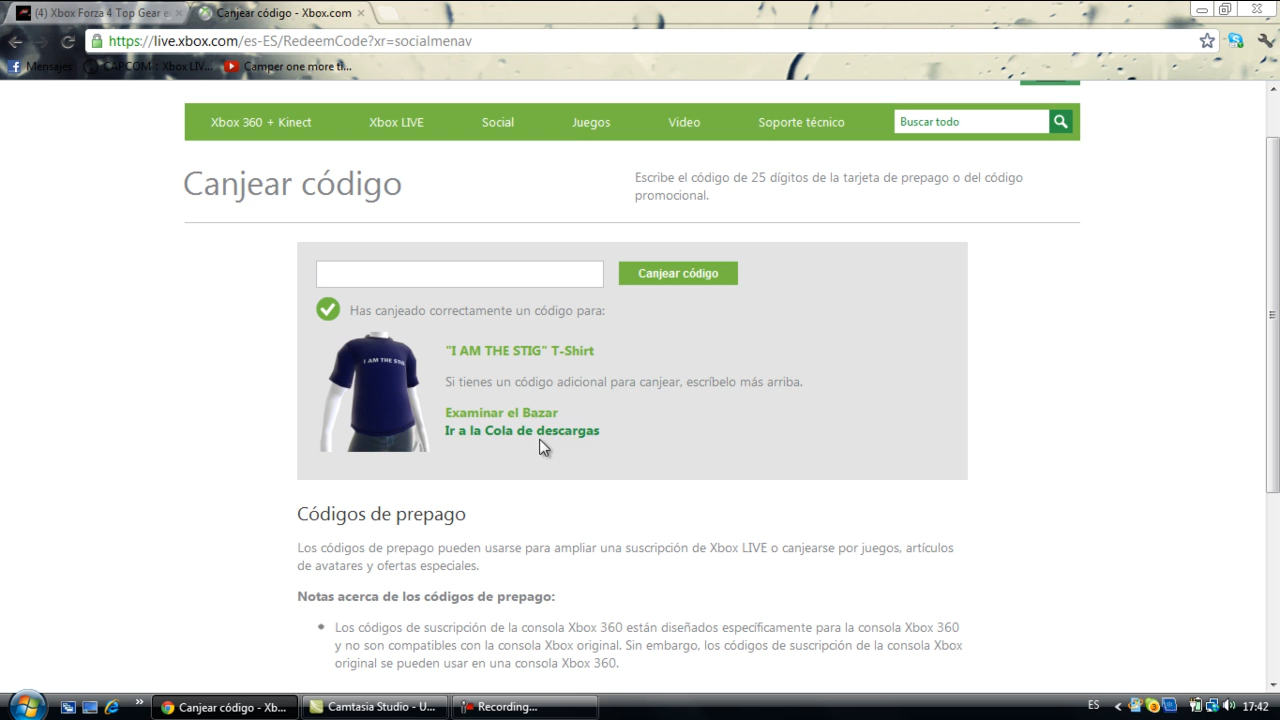 (4) Xbox Forza 4 Top Gear e
Canjear código - Xbox.com
https://live.xbox.com/es-ES/RedeemCode?xr=socialmenav
Mensajes
CAPCOM : Xbox LIV...
Camper one more ti...
Xbox 360 + Kinect
Xbox LIVE
Social
Juegos
Video
Soporte técnico
Buscar todo
Canjear código
Escribe el código de 25 dígitos de la tarjeta de prepago o del código
promocional.
Canjear código
Has canjeado correctamente un código para:
I AM THE STIG
"I AM THE STIG" T-Shirt
Si tienes un código adicional para canjear, escríbelo más arriba.
Examinar el Bazar
Ir a la Cola de descargas
Códigos de prepago
Los códigos de prepago pueden usarse para ampliar una suscripción de Xbox LIVE o canjearse por juegos, artículos
de avatares y ofertas especiales.
Notas acerca de los códigos de prepago:
Los códigos de suscripción de la consola Xbox 360 están diseñados específicamente para la consola Xbox 360
y no son compatibles con la consola Xbox original. Sin embargo, los códigos de suscripción de la consola Xbox
original se pueden usar en una consola Xbox 360.
Canjear código - Xb...
Camtasia Studio - U...
Recording...
ES
17:42